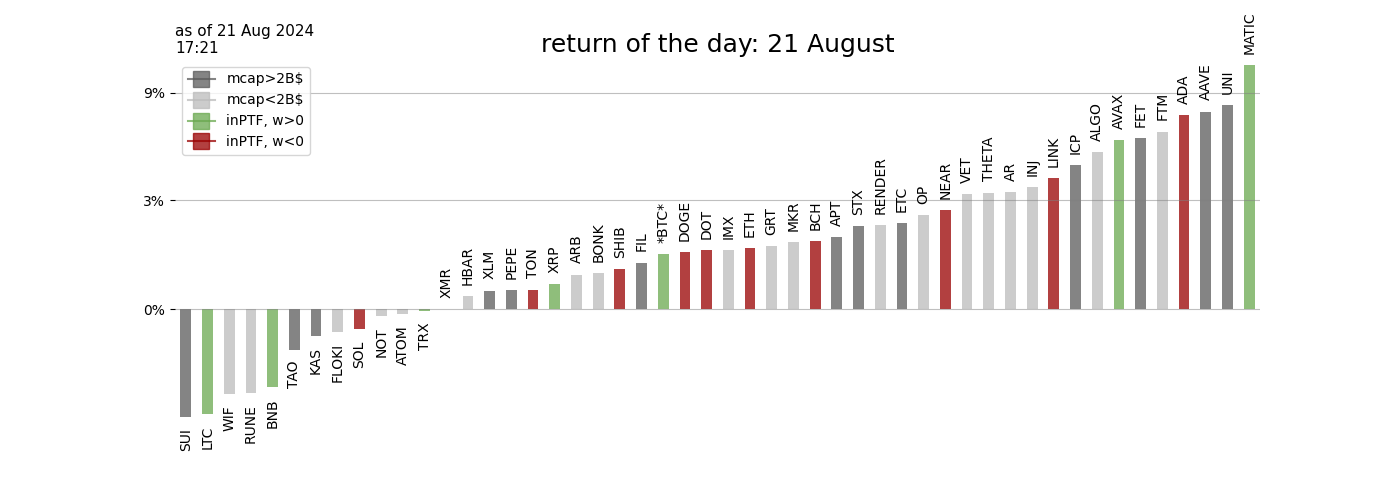 as of 21 Aug 2024
17:21
return of the day: 21 August
mcap>2B$
mcap<2B$
inPTF, w>0
inPTF, w<0
9%
3%
0%
SUI
LTC
WIF
RUNE
BNB
TAO
KAS
FLOKI
SOL
NOT
ATOM
TRX
XMR
HBAR
XLM
PEPE
TON
XRP
ARB
BONK
SHIB
FIL
*BTC*
DOGE
DOT
IMX
ETH
GRT
MKR
BCH
APT
STX
RENDER
ETC
OP
NEAR
VET
THETA
AR
INJ
LINK
ICP
ALGO
AVAX
FET
FTM
ADA
AAVE
UNI
MATIC